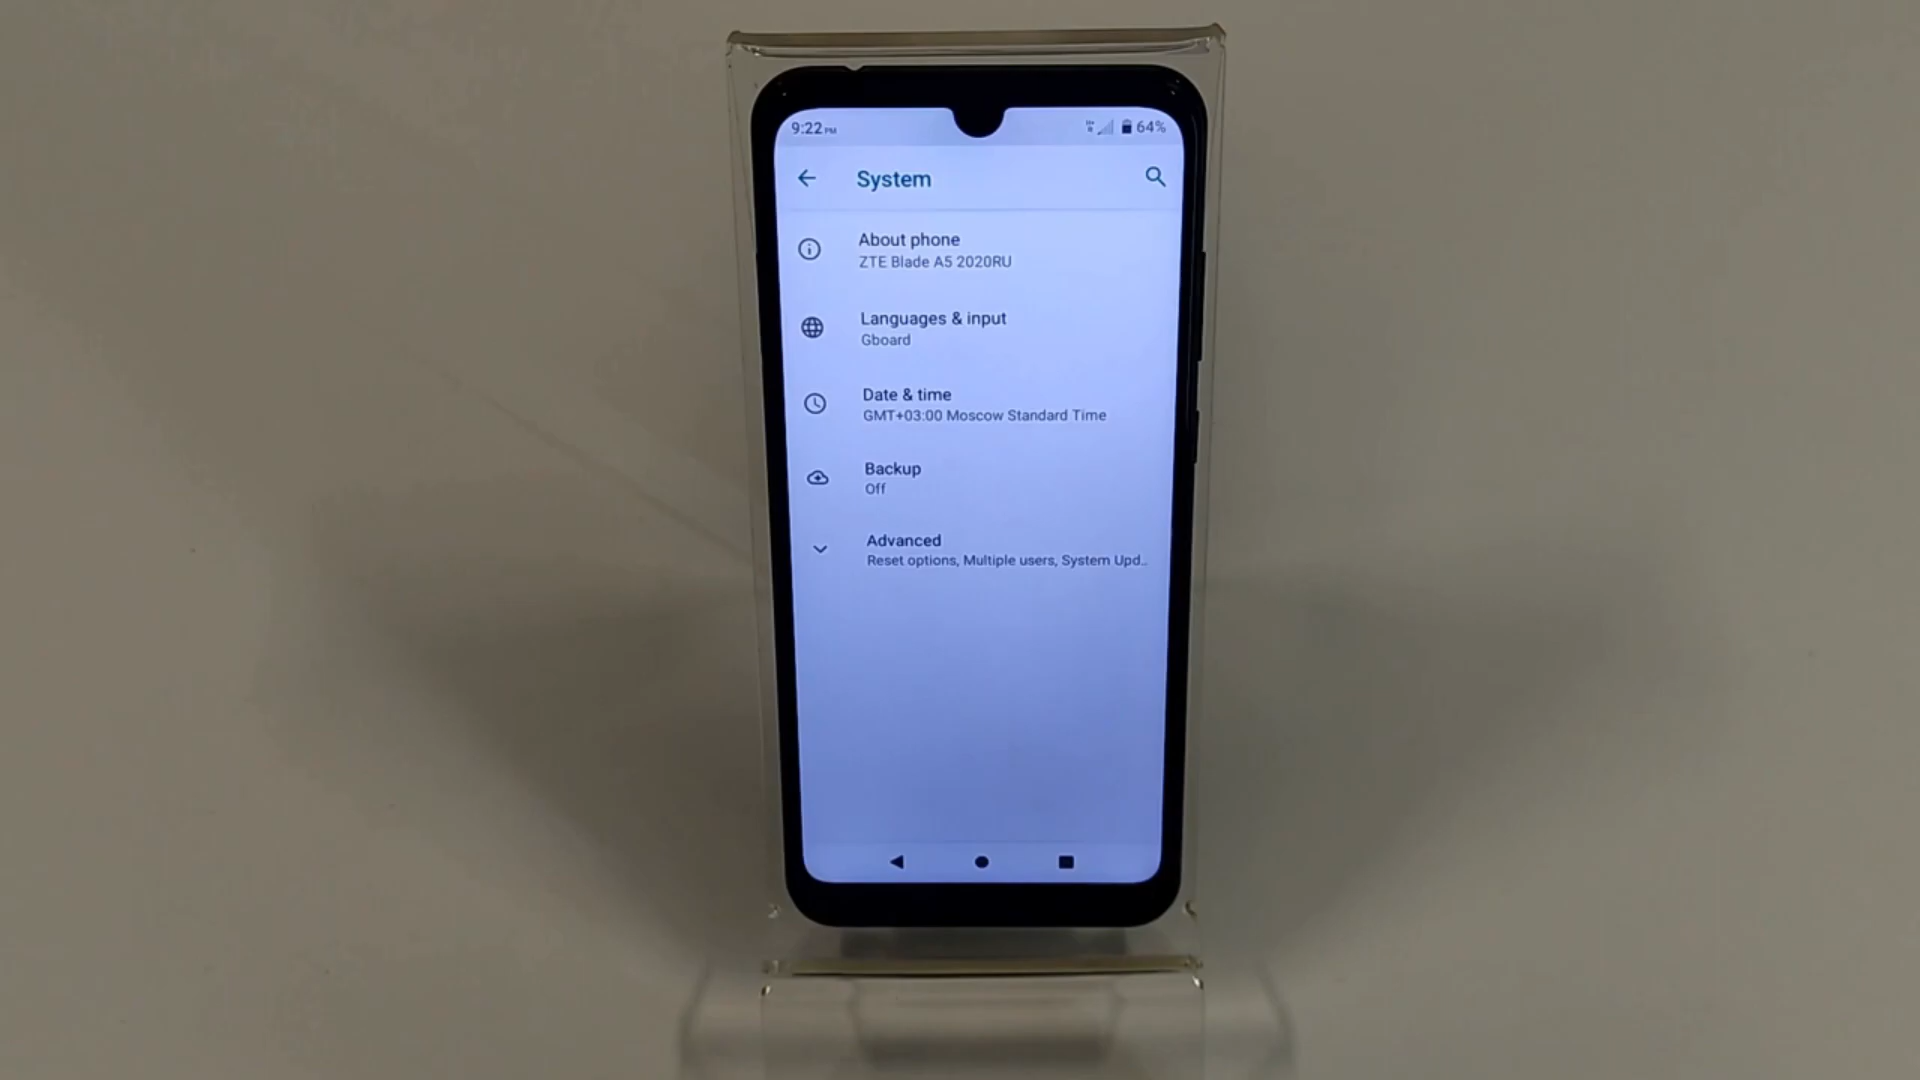 9:22 PM 64%
System
About phone
ZTE Blade A5 2020RU
Languages & input
Gboard
Date & time
GMT+03:00 Moscow Standard Time
Backup
Off
Advanced
Reset options, Multiple users, System Upd…